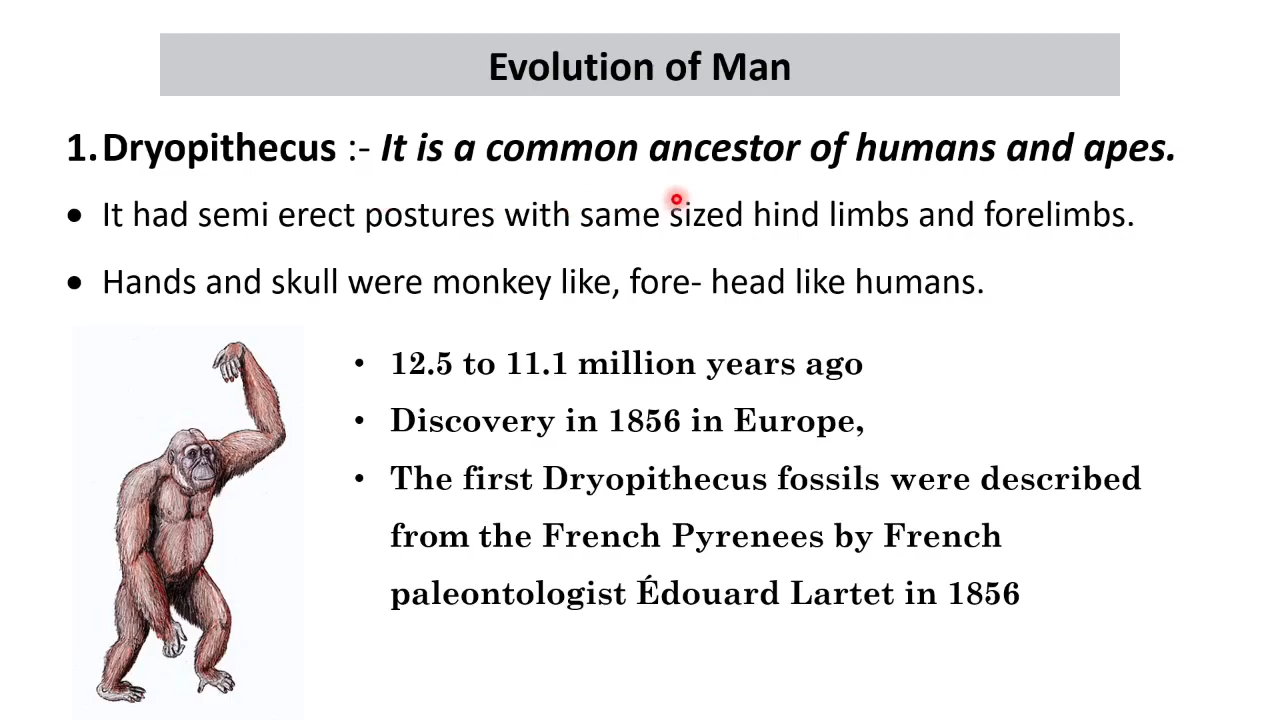 Evolution of Man
1. Dryopithecus :- It is a common ancestor of humans and apes.
• It had semi erect postures with same sized hind limbs and forelimbs.
• Hands and skull were monkey like, fore- head like humans.
• 12.5 to 11.1 million years ago
• Discovery in 1856 in Europe,
• The first Dryopithecus fossils were described
from the French Pyrenees by French
paleontologist Édouard Lartet in 1856